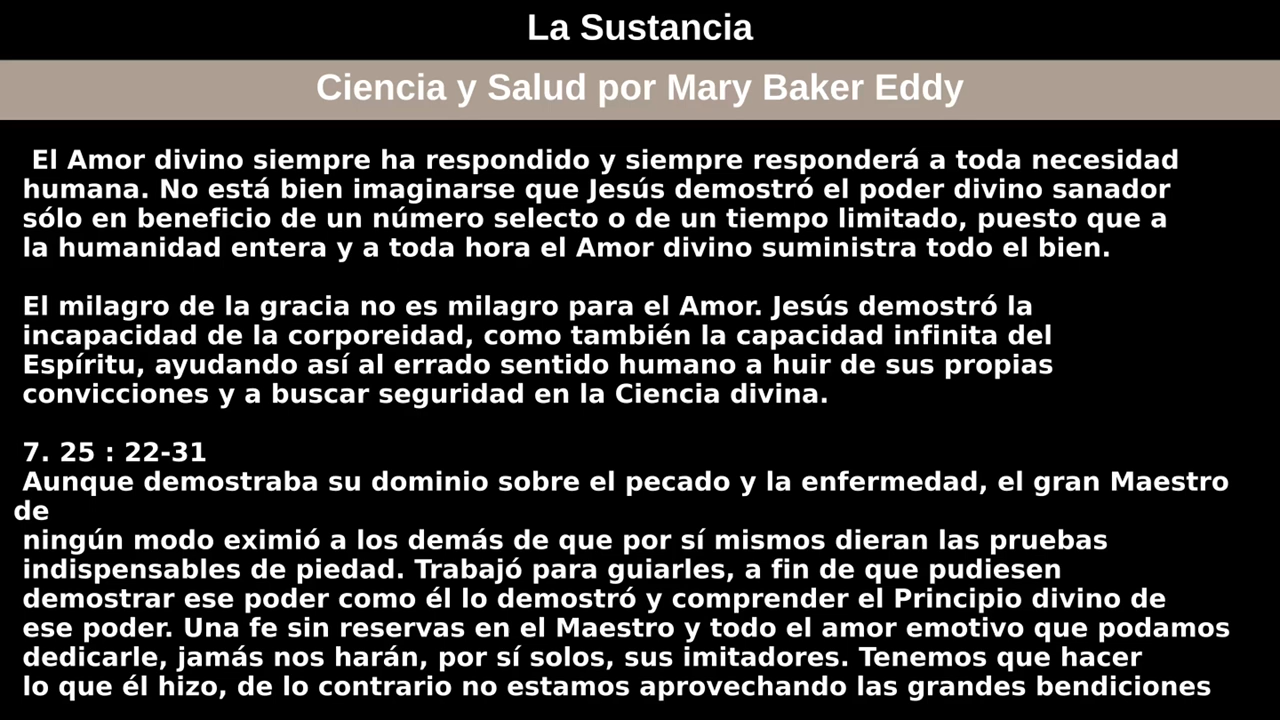 La Sustancia
Ciencia y Salud por Mary Baker Eddy
El Amor divino siempre ha respondido y siempre responderá a toda necesidad
humana. No está bien imaginarse que Jesús demostró el poder divino sanador
sólo en beneficio de un número selecto o de un tiempo limitado, puesto que a
la humanidad entera y a toda hora el Amor divino suministra todo el bien.
El milagro de la gracia no es milagro para el Amor. Jesús demostró la
incapacidad de la corporeidad, como también la capacidad infinita del
Espíritu, ayudando así al errado sentido humano a huir de sus propias
convicciones y a buscar seguridad en la Ciencia divina.
7. 25 : 22-31
Aunque demostraba su dominio sobre el pecado y la enfermedad, el gran Maestro
de
ningún modo eximió a los demás de que por sí mismos dieran las pruebas
indispensables de piedad. Trabajó para guiarles, a fin de que pudiesen
demostrar ese poder como él lo demostró y comprender el Principio divino de
ese poder. Una fe sin reservas en el Maestro y todo el amor emotivo que podamos
dedicarle, jamás nos harán, por sí solos, sus imitadores. Tenemos que hacer
lo que él hizo, de lo contrario no estamos aprovechando las grandes bendiciones